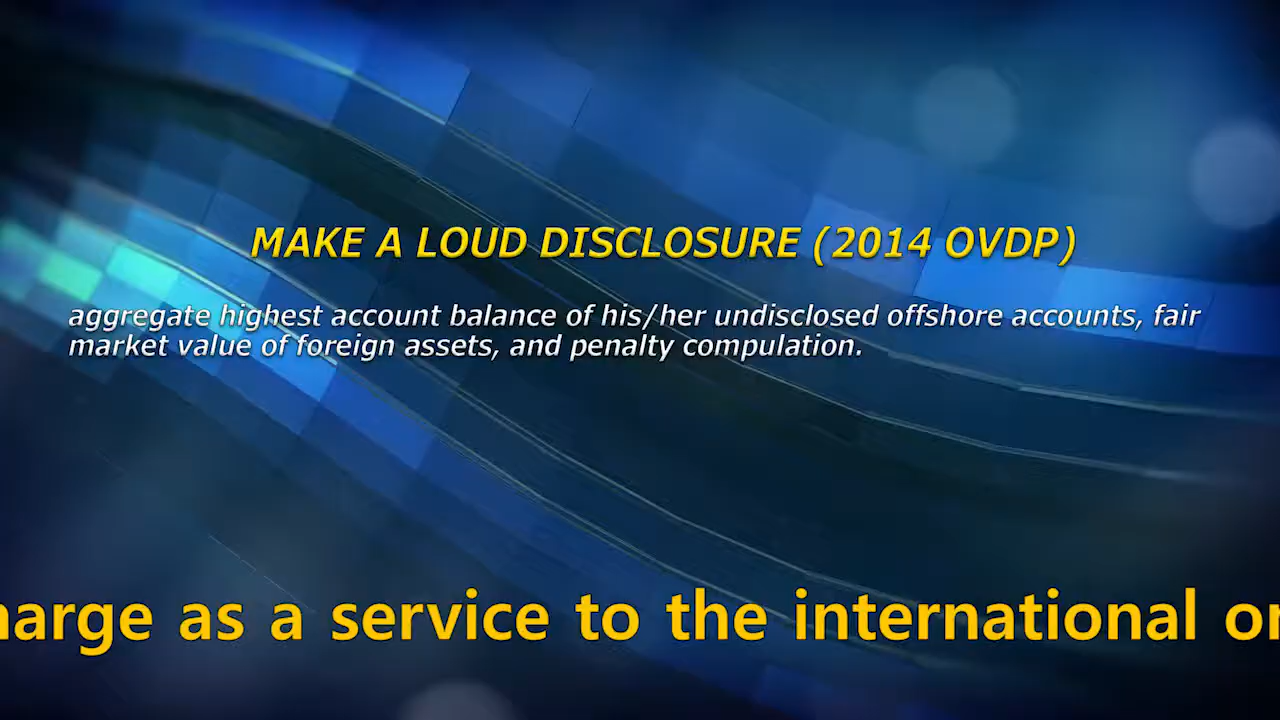 MAKE A LOUD DISCLOSURE (2014 OVDP)
aggregate highest account balance of his/her undisclosed offshore accounts, fair
market value of foreign assets, and penalty compulation.
harge as a service to the international or